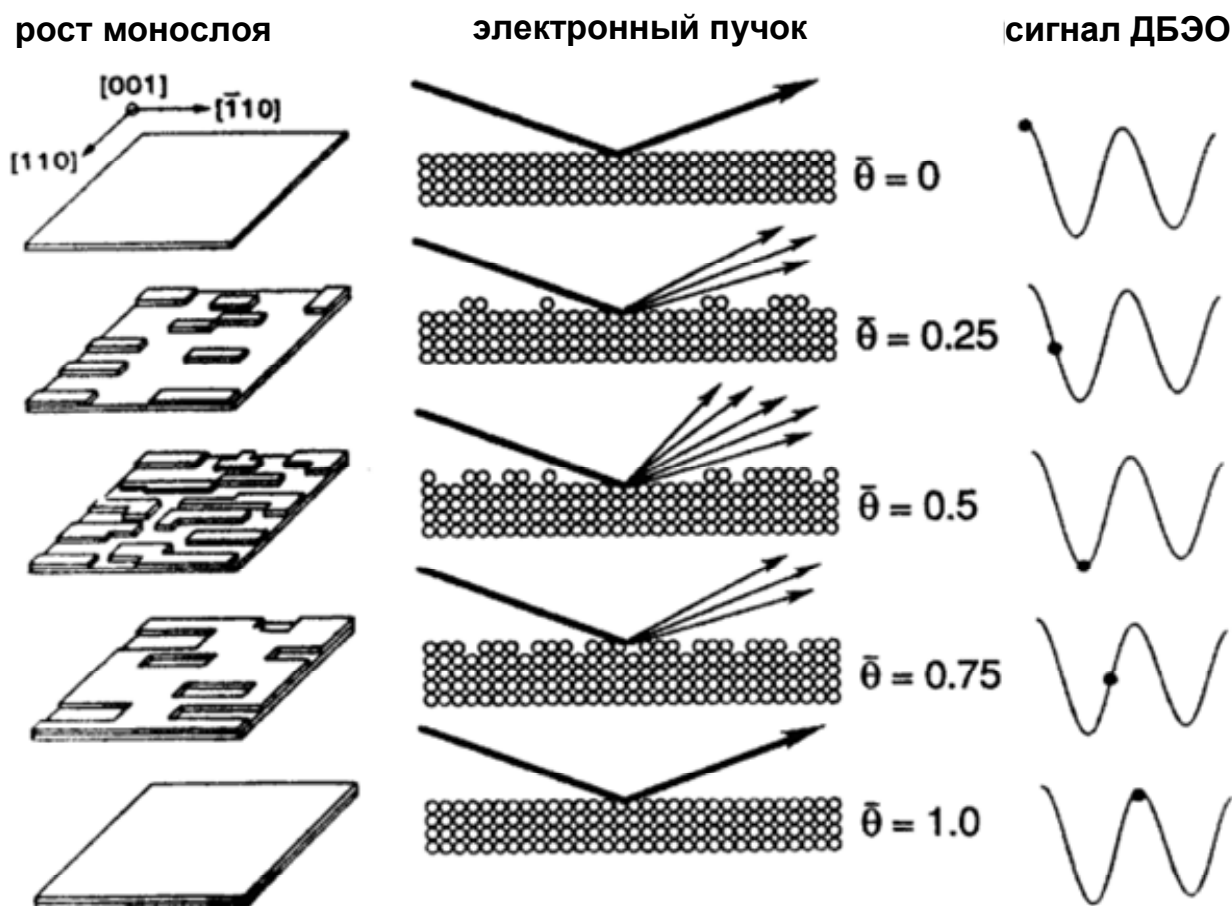 рост монослоя
электронный пучок
сигнал ДБЭО
[001]
[1̄10]
[110]
θ̄ = 0
θ̄ = 0.25
θ̄ = 0.5
θ̄ = 0.75
θ̄ = 1.0